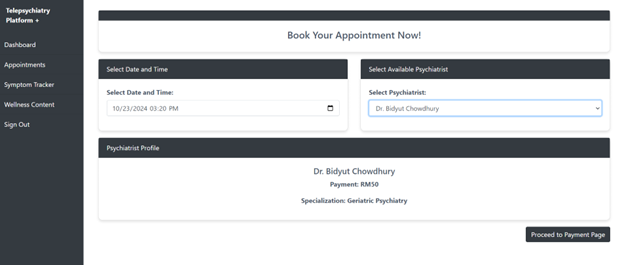 Telepsychiatry
Platform +
Dashboard
Appointments
Symptom Tracker
Wellness Content
Sign Out
Book Your Appointment Now!
Select Date and Time
Select Date and Time:
10/23/2024 03:20 PM
Select Available Psychiatrist
Select Psychiatrist:
Dr. Bidyut Chowdhury
Psychiatrist Profile
Dr. Bidyut Chowdhury
Payment: RM50
Specialization: Geriatric Psychiatry
Proceed to Payment Page